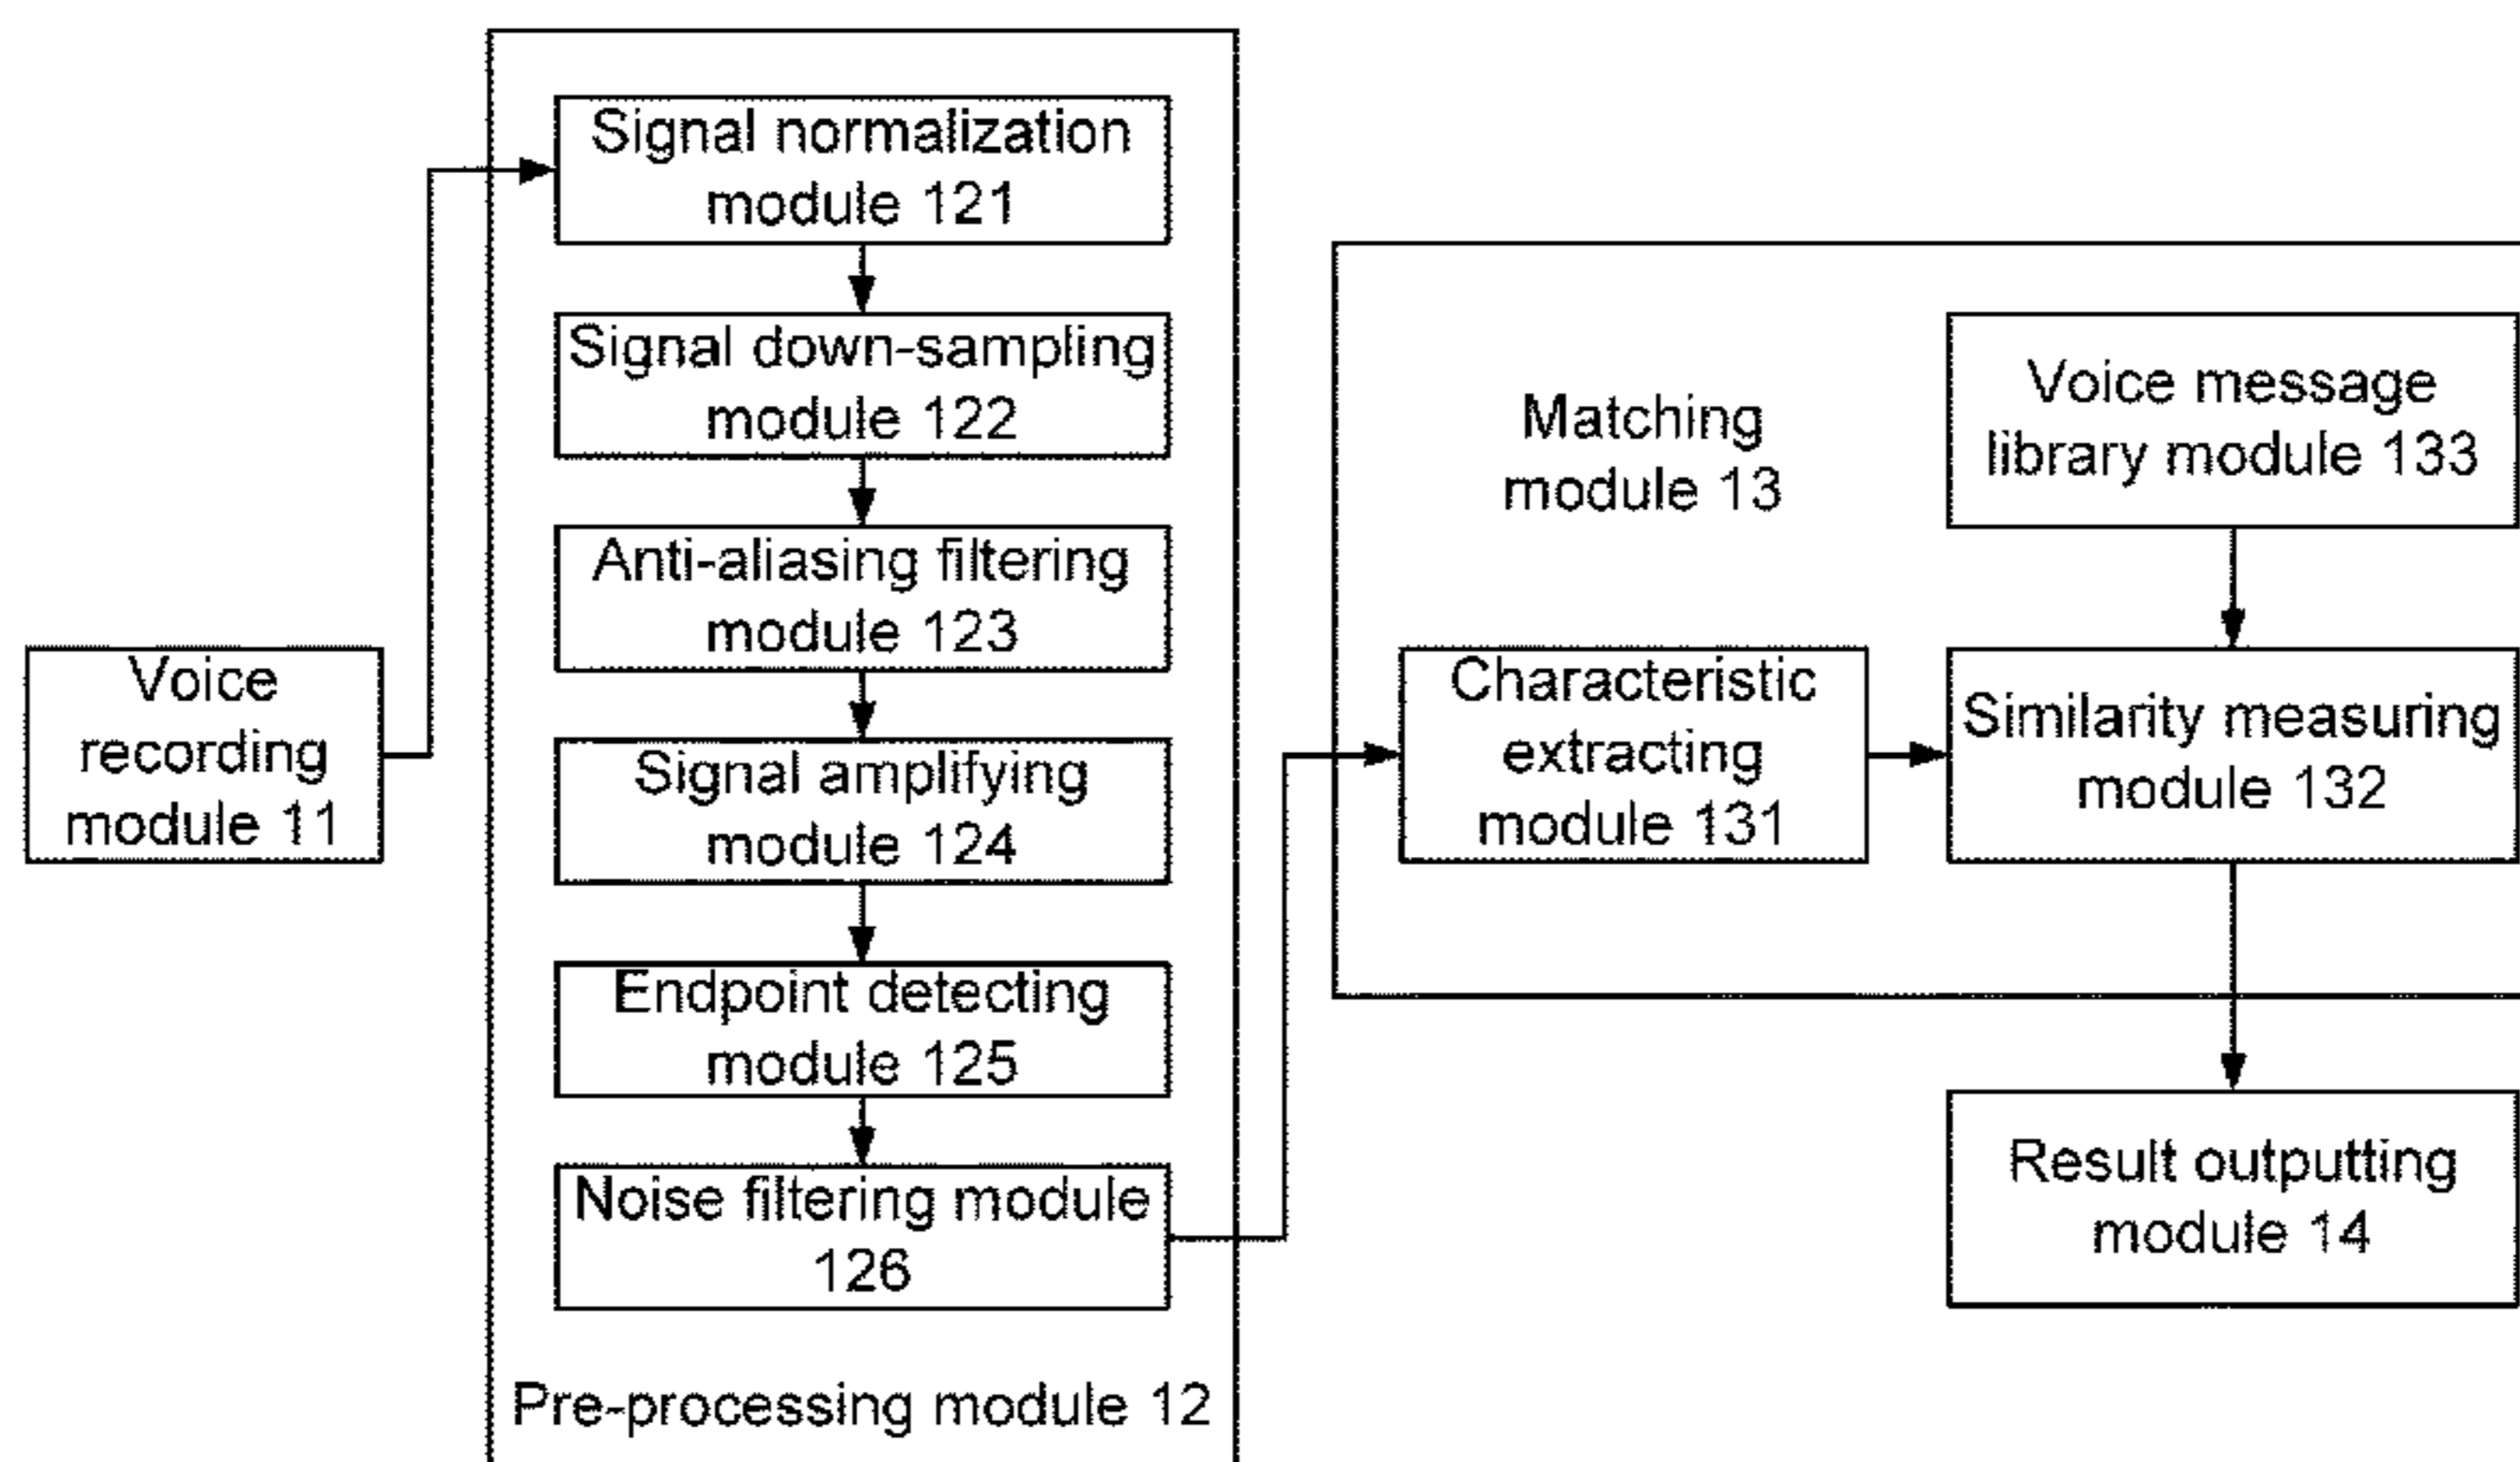 Voice
recording
module 11
Signal normalization
module 121
Signal down-sampling
module 122
Anti-aliasing filtering
module 123
Signal amplifying
module 124
Endpoint detecting
module 125
Noise filtering module
126
Pre-processing module 12
Matching
module 13
Characteristic
extracting
module 131
Voice message
library module 133
Similarity measuring
module 132
Result outputting
module 14